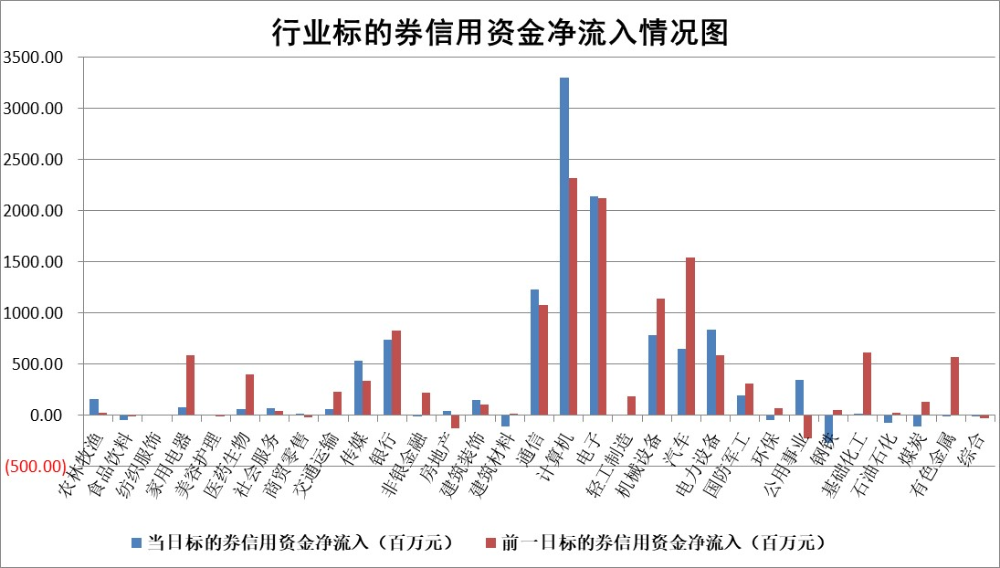 行业标的券信用资金净流入情况图
3500.00
3000.00
2500.00
2000.00
1500.00
1000.00
500.00
0.00
(500.00)
农林牧渔
食品饮料
纺织服饰
家用电器
美容护理
医药生物
社会服务
商贸零售
交通运输
传媒
银行
非银金融
房地产
建筑装饰
建筑材料
通信
计算机
电子
轻工制造
机械设备
汽车
电力设备
国防军工
环保
公用事业
钢铁
基础化工
石油石化
煤炭
有色金属
综合
当日标的券信用资金净流入（百万元）
前一日标的券信用资金净流入（百万元）